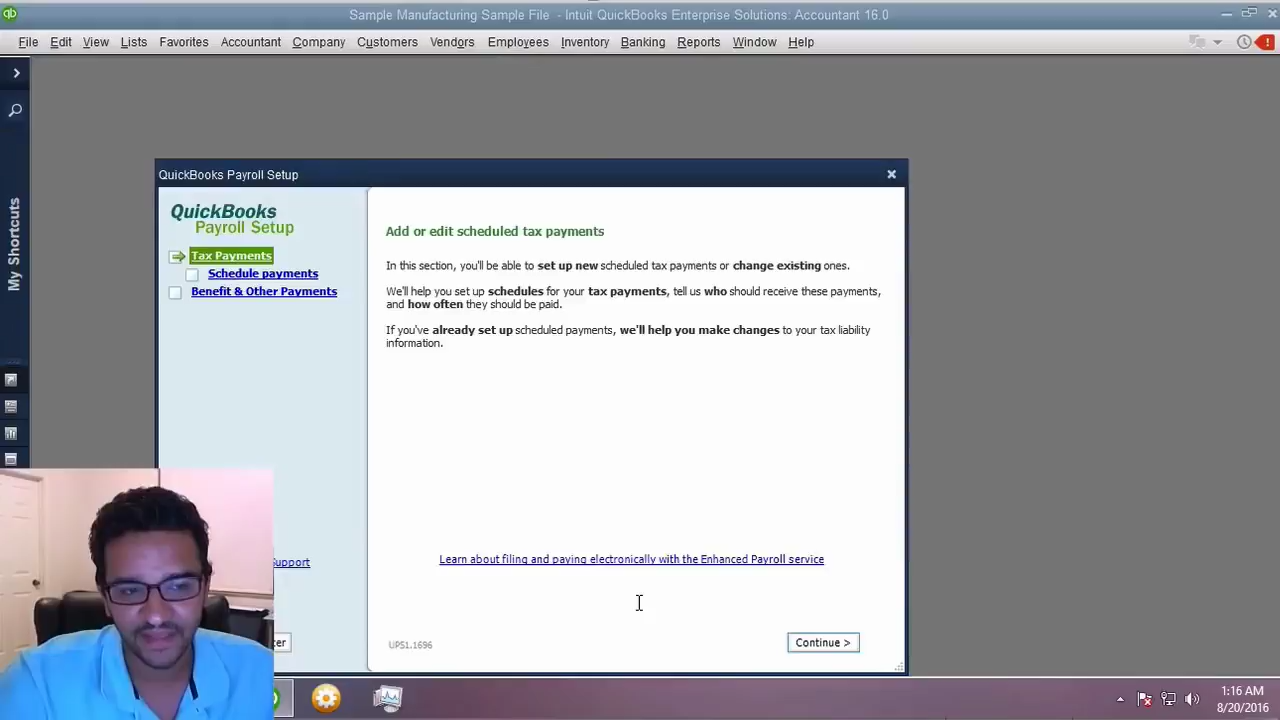 Sample Manufacturing Sample File - Intuit QuickBooks Enterprise Solutions: Accountant 16.0
File Edit View Lists Favorites Accountant Company Customers Vendors Employees Inventory Banking Reports Window Help
My Shortcuts
QuickBooks Payroll Setup
QuickBooks
Payroll Setup
Tax Payments
Schedule payments
Benefit & Other Payments
Add or edit scheduled tax payments
In this section, you'll be able to set up new scheduled tax payments or change existing ones.
We'll help you set up schedules for your tax payments, tell us who should receive these payments,
and how often they should be paid.
If you've already set up scheduled payments, we'll help you make changes to your tax liability
information.
Learn about filing and paying electronically with the Enhanced Payroll service
Support
UPS1.1696
Continue >
1:16 AM
8/20/2016